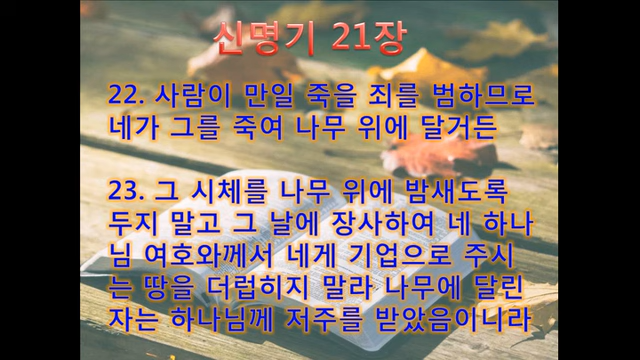 신명기 21장
22. 사람이 만일 죽을 죄를 범하므로
네가 그를 죽여 나무 위에 달거든
23. 그 시체를 나무 위에 밤새도록
두지 말고 그 날에 장사하여 네 하나
님 여호와께서 네게 기업으로 주시
는 땅을 더럽히지 말라 나무에 달린
자는 하나님께 저주를 받았음이니라